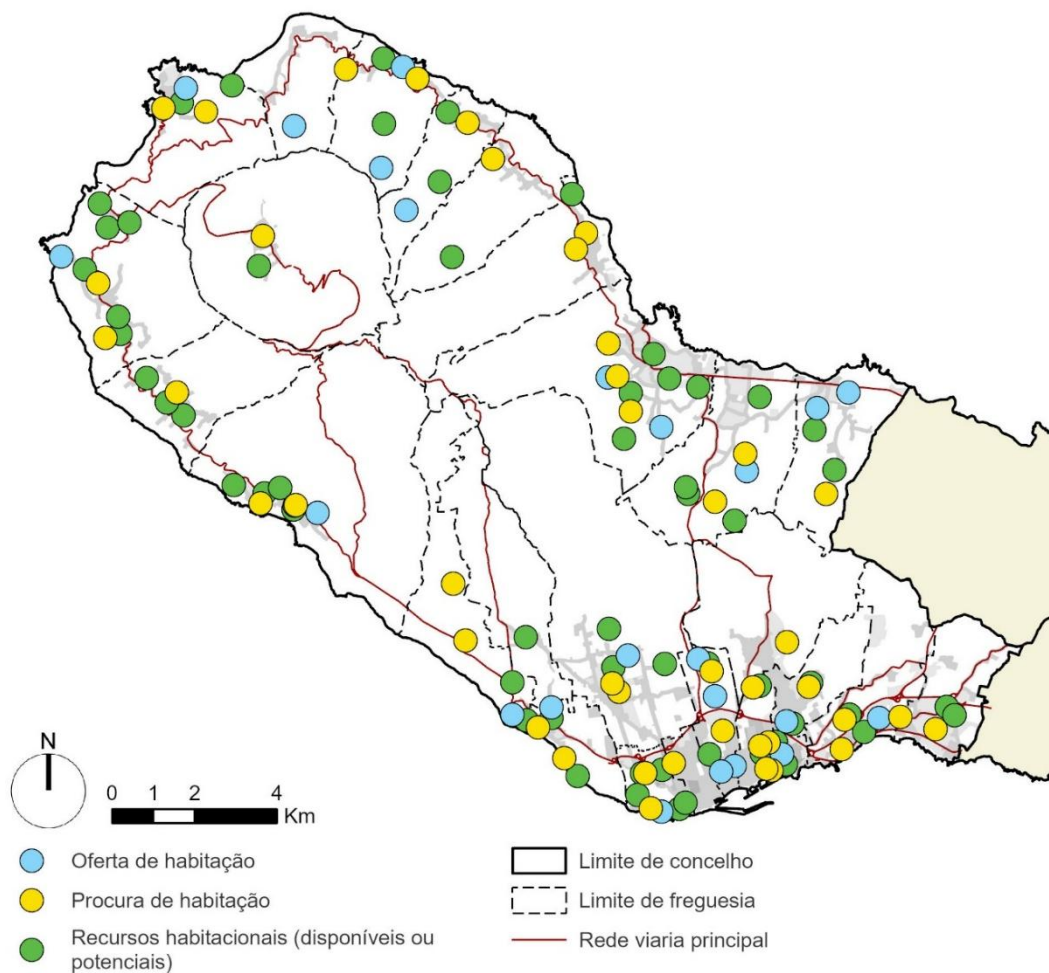 N
0 1 2 4
Km
Oferta de habitação
Procura de habitação
Recursos habitacionais (disponíveis ou
potenciais)
Limite de concelho
Limite de freguesia
Rede viaria principal